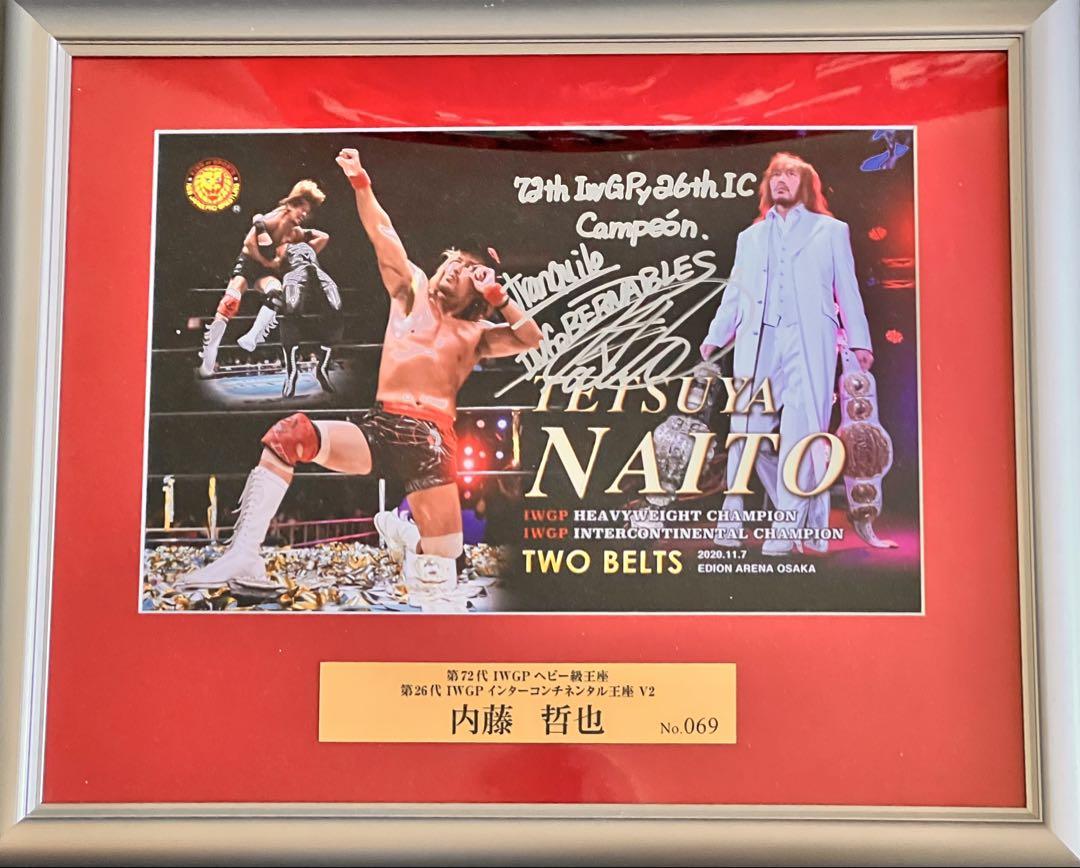 72th IWGP y 26th IC
Campeón.
tranquilo
INGOBERNABLES
TETSUYA
NAITO
IWGP HEAVYWEIGHT CHAMPION
IWGP INTERCONTINENTAL CHAMPION
TWO BELTS 2020.11.7
EDION ARENA OSAKA
第72代 IWGP ヘビー級王座
第26代 IWGP インターコンチネンタル王座 V2
内藤 哲也 No.069